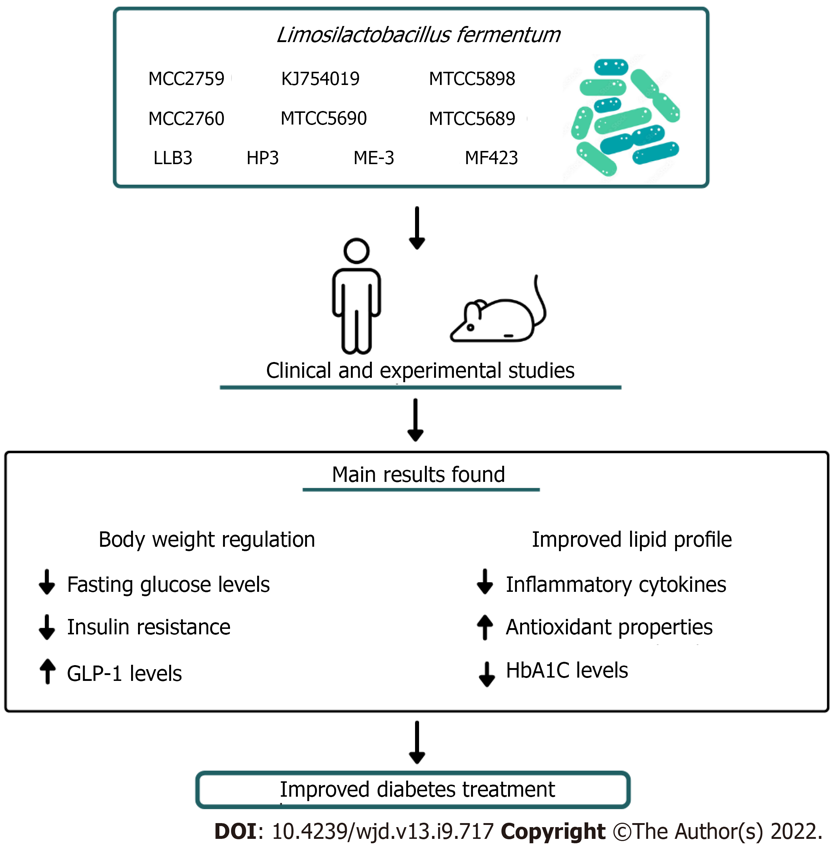 Limosilactobacillus fermentum
MCC2759 KJ754019 MTCC5898
MCC2760 MTCC5690 MTCC5689
LLB3 HP3 ME-3 MF423
Clinical and experimental studies
Main results found
Body weight regulation
Fasting glucose levels
Insulin resistance
GLP-1 levels
Improved lipid profile
Inflammatory cytokines
Antioxidant properties
HbA1C levels
Improved diabetes treatment
DOI: 10.4239/wjd.v13.i9.717 Copyright ©The Author(s) 2022.